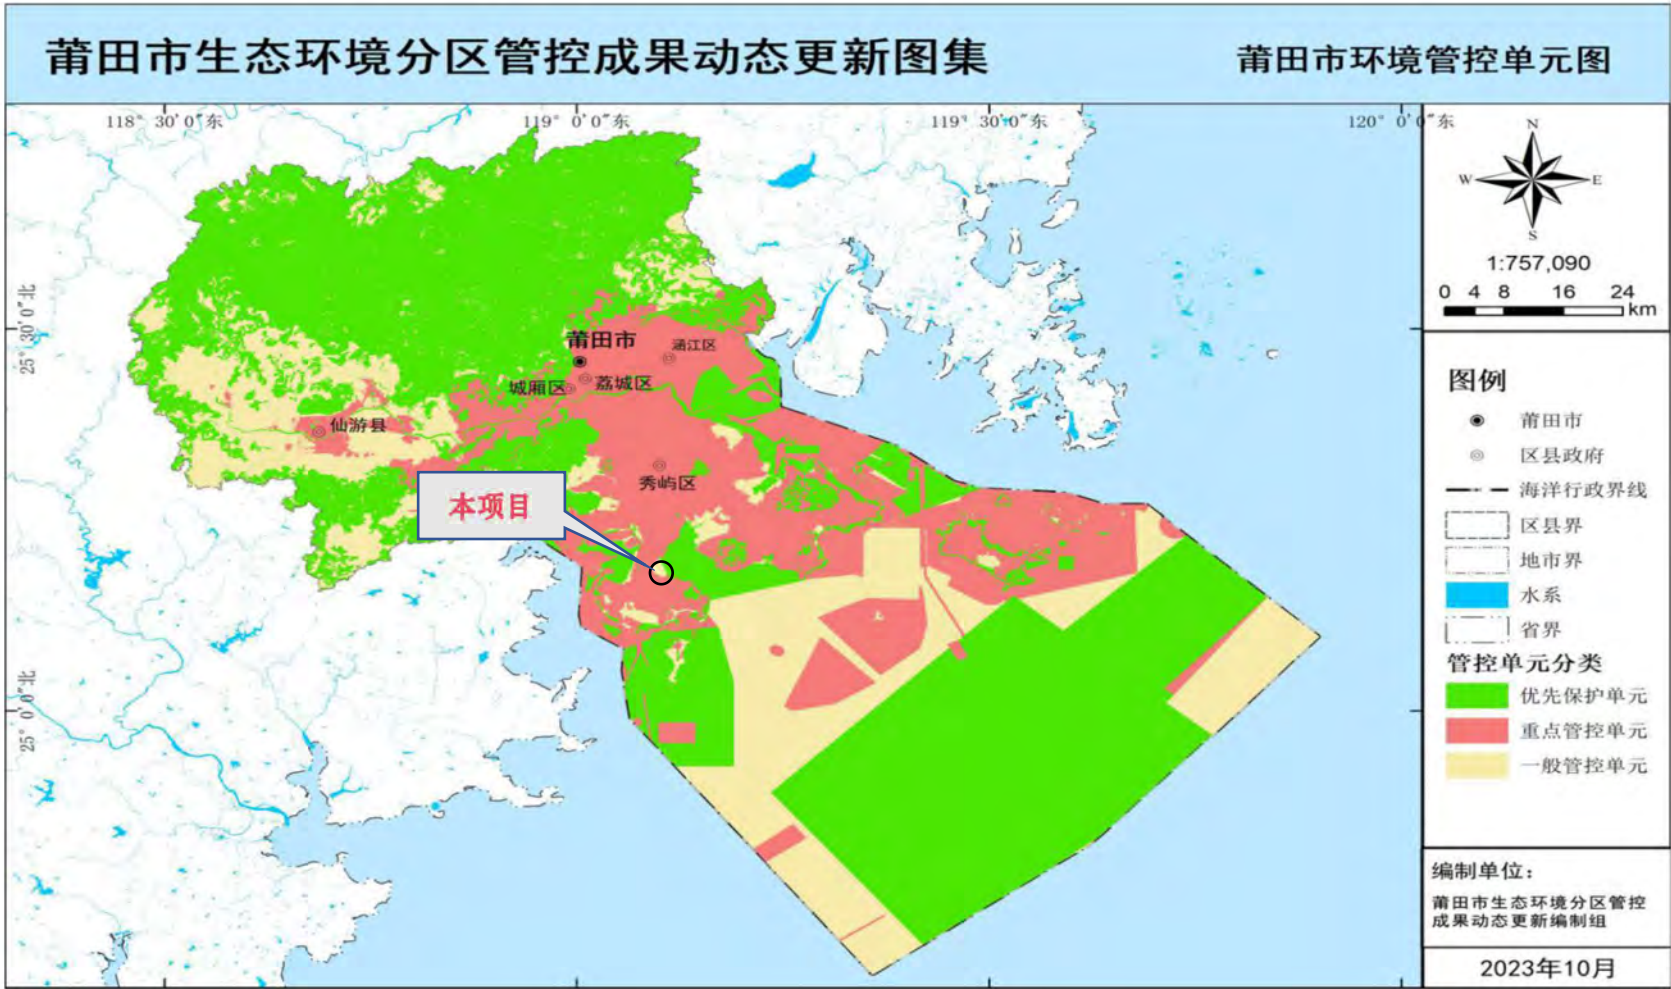 莆田市生态环境分区管控成果动态更新图集
莆田市环境管控单元图
118° 30′ 0″东
119° 0′ 0″东
119° 30′ 0″东
120° 0′ 0″东
25° 30′ 0″北
25° 0′ 0″北
N
W
E
S
1:757,090
0 4 8 16 24
km
莆田市
涵江区
城厢区
荔城区
仙游县
秀屿区
本项目
图例
莆田市
区县政府
海洋行政界线
区县界
地市界
水系
省界
管控单元分类
优先保护单元
重点管控单元
一般管控单元
编制单位：
莆田市生态环境分区管控
成果动态更新编制组
2023年10月